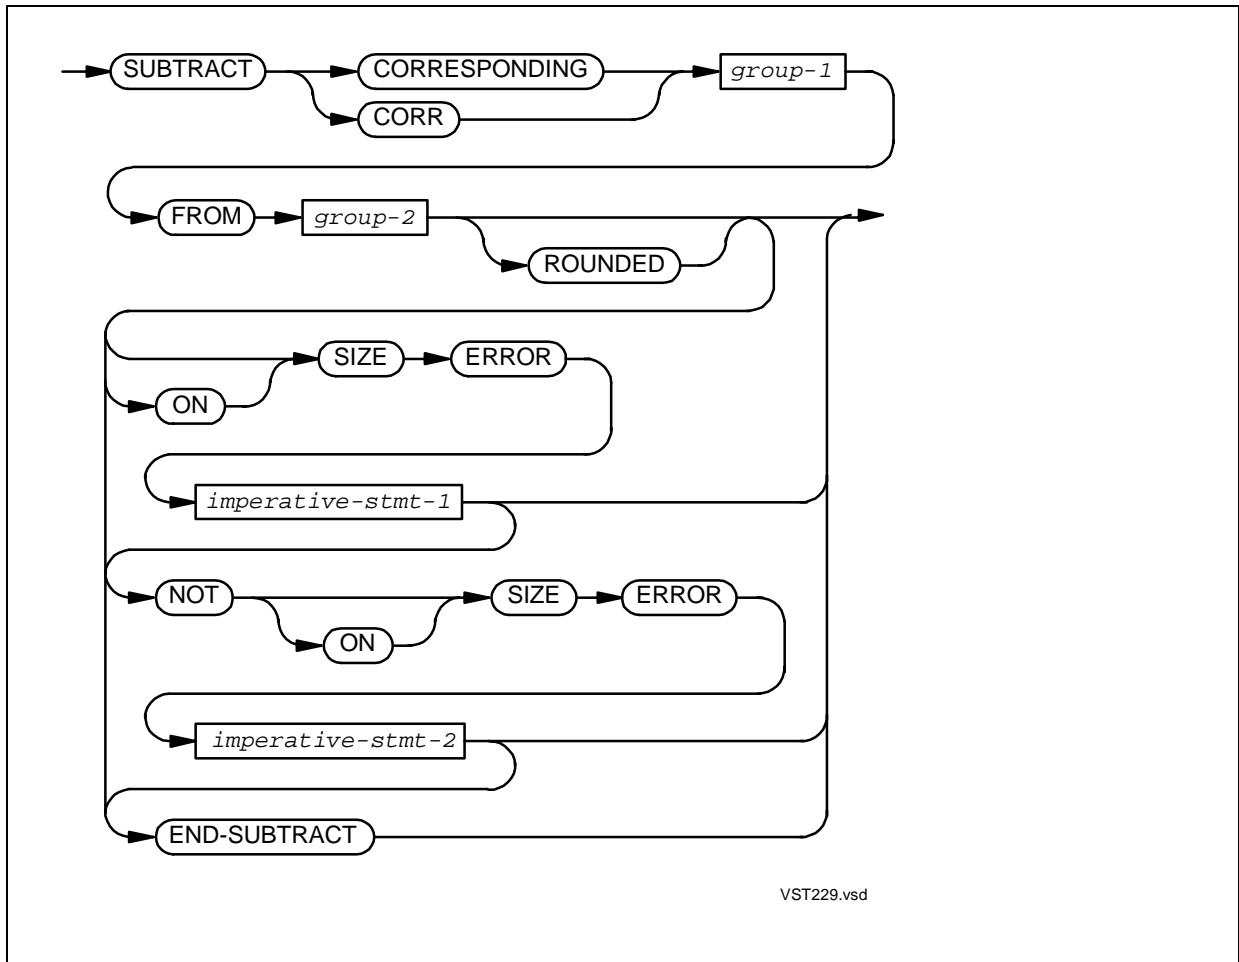 SUBTRACT CORRESPONDING group-1
CORR
FROM group-2
ROUNDED
SIZE ERROR
ON
imperative-stmt-1
NOT SIZE ERROR
ON
imperative-stmt-2
END-SUBTRACT
VST229.vsd